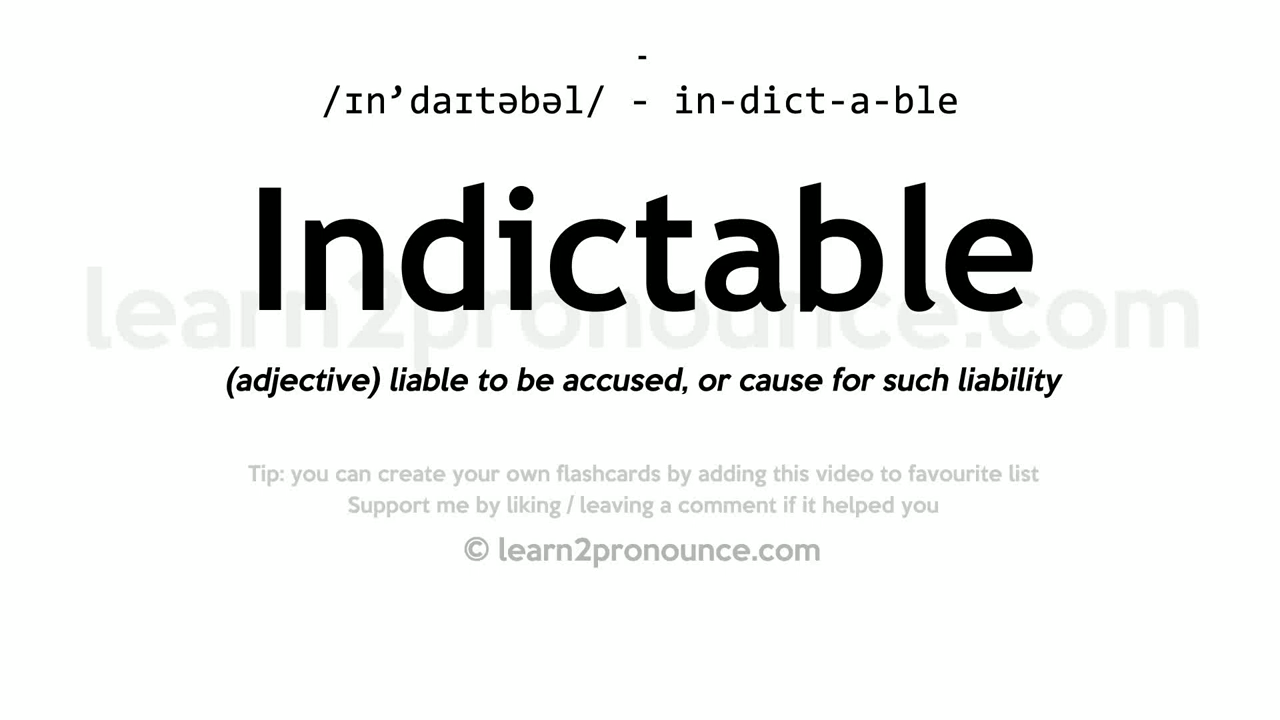 -
/ɪn’daɪtəbəl/ - in-dict-a-ble
Indictable
learn2pronounce.com
(adjective) liable to be accused, or cause for such liability
Tip: you can create your own flashcards by adding this video to favourite list
Support me by liking / leaving a comment if it helped you
© learn2pronounce.com